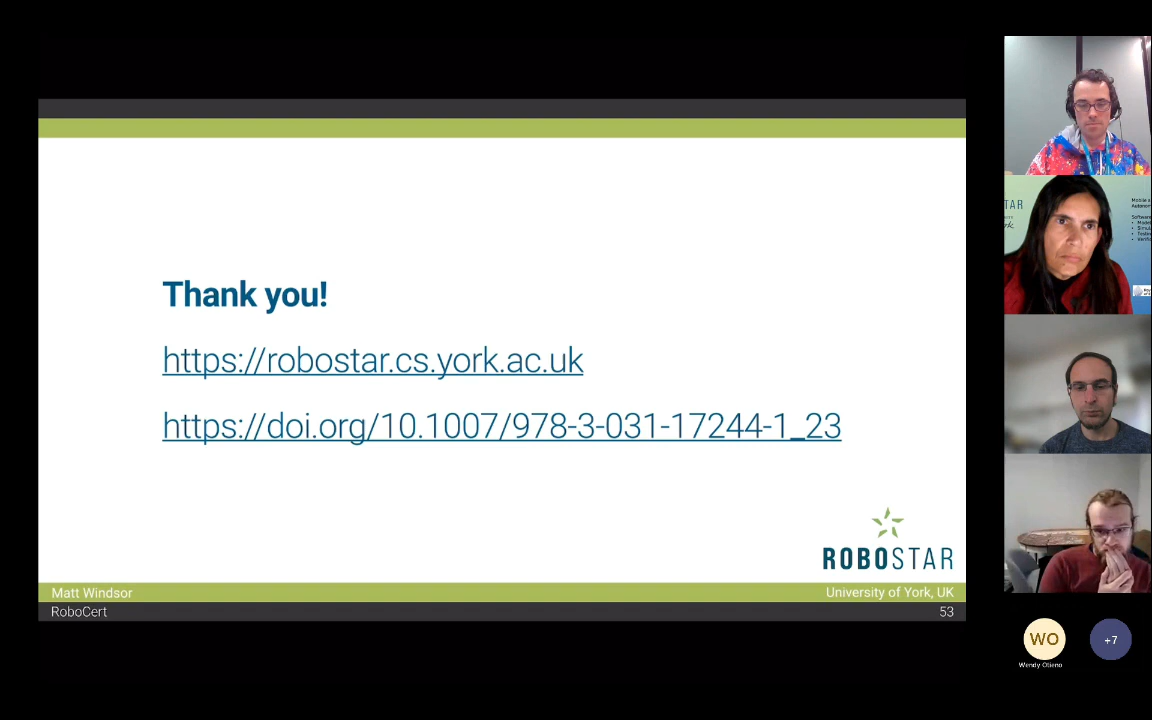 Thank you!
https://robostar.cs.york.ac.uk
https://doi.org/10.1007/978-3-031-17244-1_23
ROBOSTAR
Matt Windsor
University of York, UK
RoboCert
53
TAR
WO
+7
Wendy Otieno